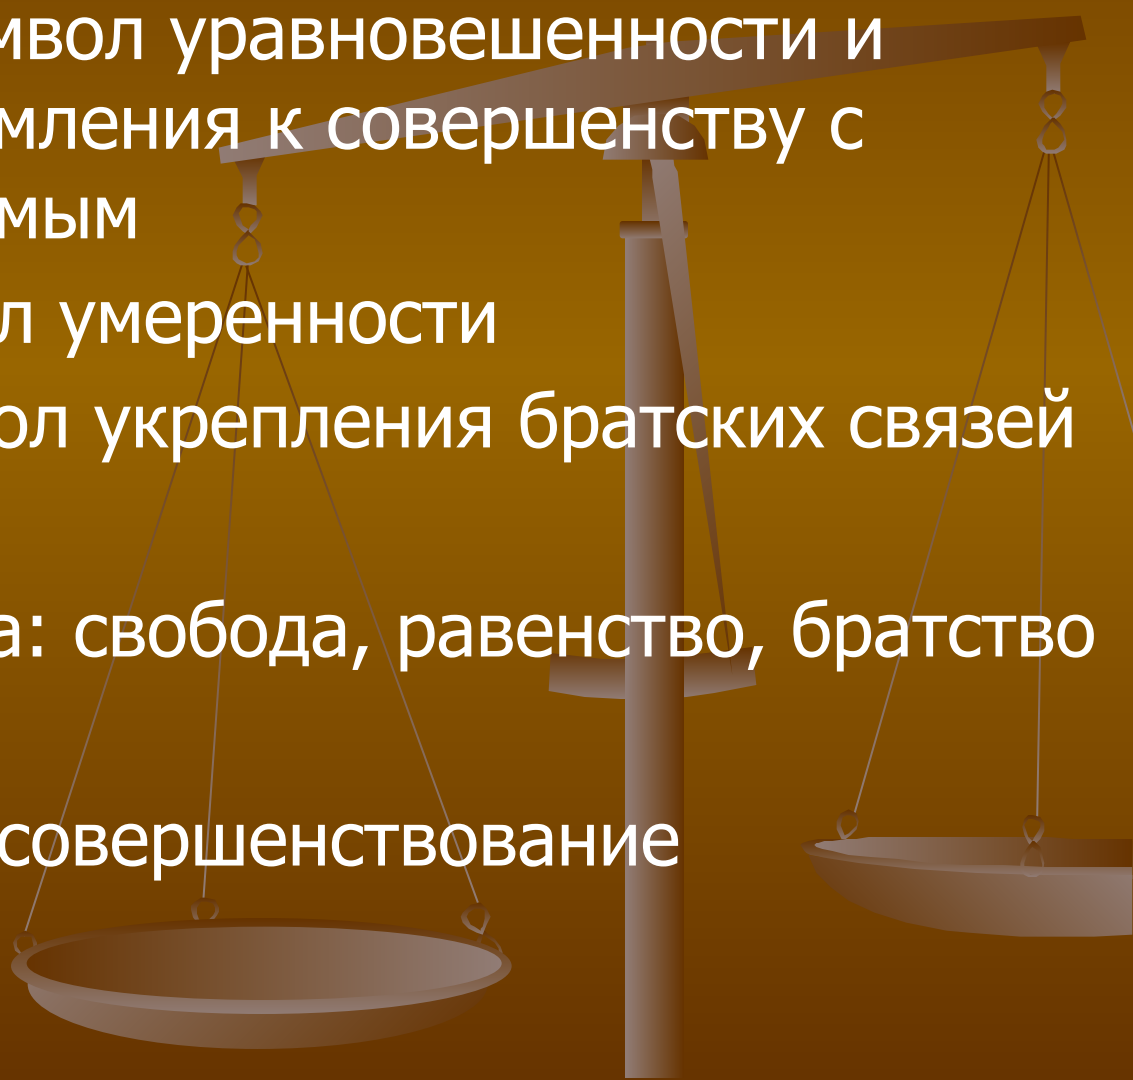 мвол уравновешенности и
мления к совершенству с
мым
л умеренности
ол укрепления братских связей
а: свобода, равенство, братство
совершенствование